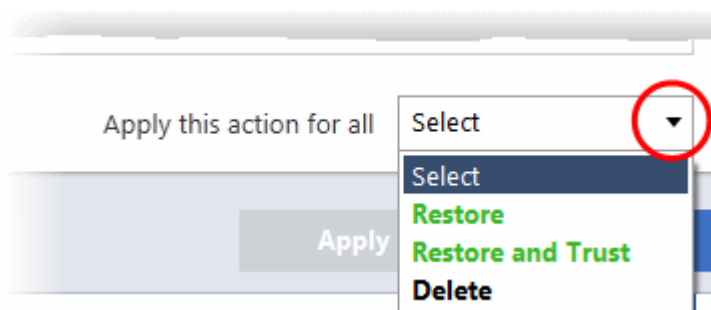 Apply this action for all Select
Select
Restore
Apply
Restore and Trust
Delete